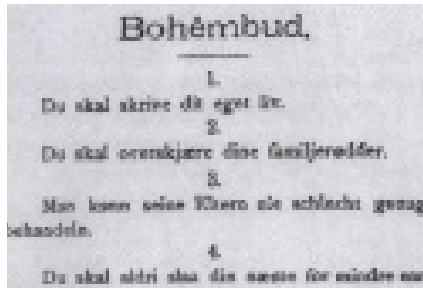 Bohêmbud.
1.
Du skal skrive dit eget liv.
2.
Du skal overskjære dine familjerødder.
3.
Man kann seine Eltern nie schlecht genug
behandeln.
4.
Du skal aldri slaa din næste for mindre